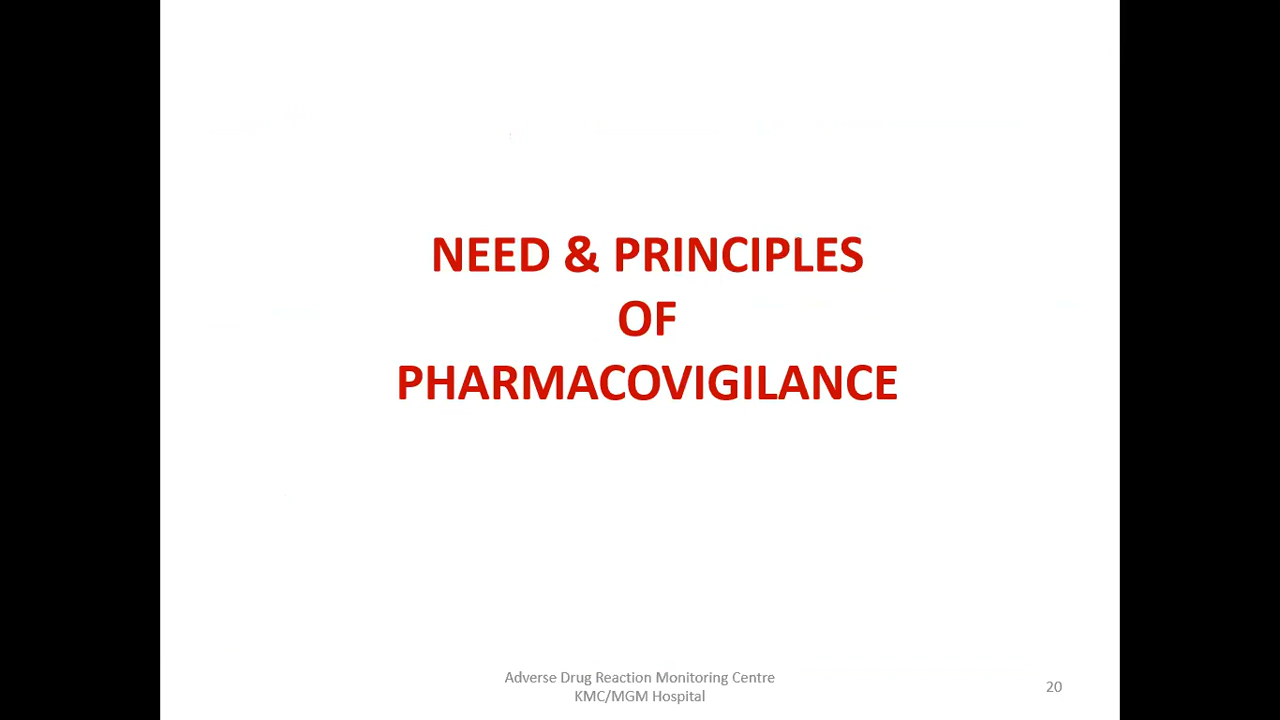 NEED & PRINCIPLES
OF
PHARMACOVIGILANCE
Adverse Drug Reaction Monitoring Centre
KMC/MGM Hospital
20